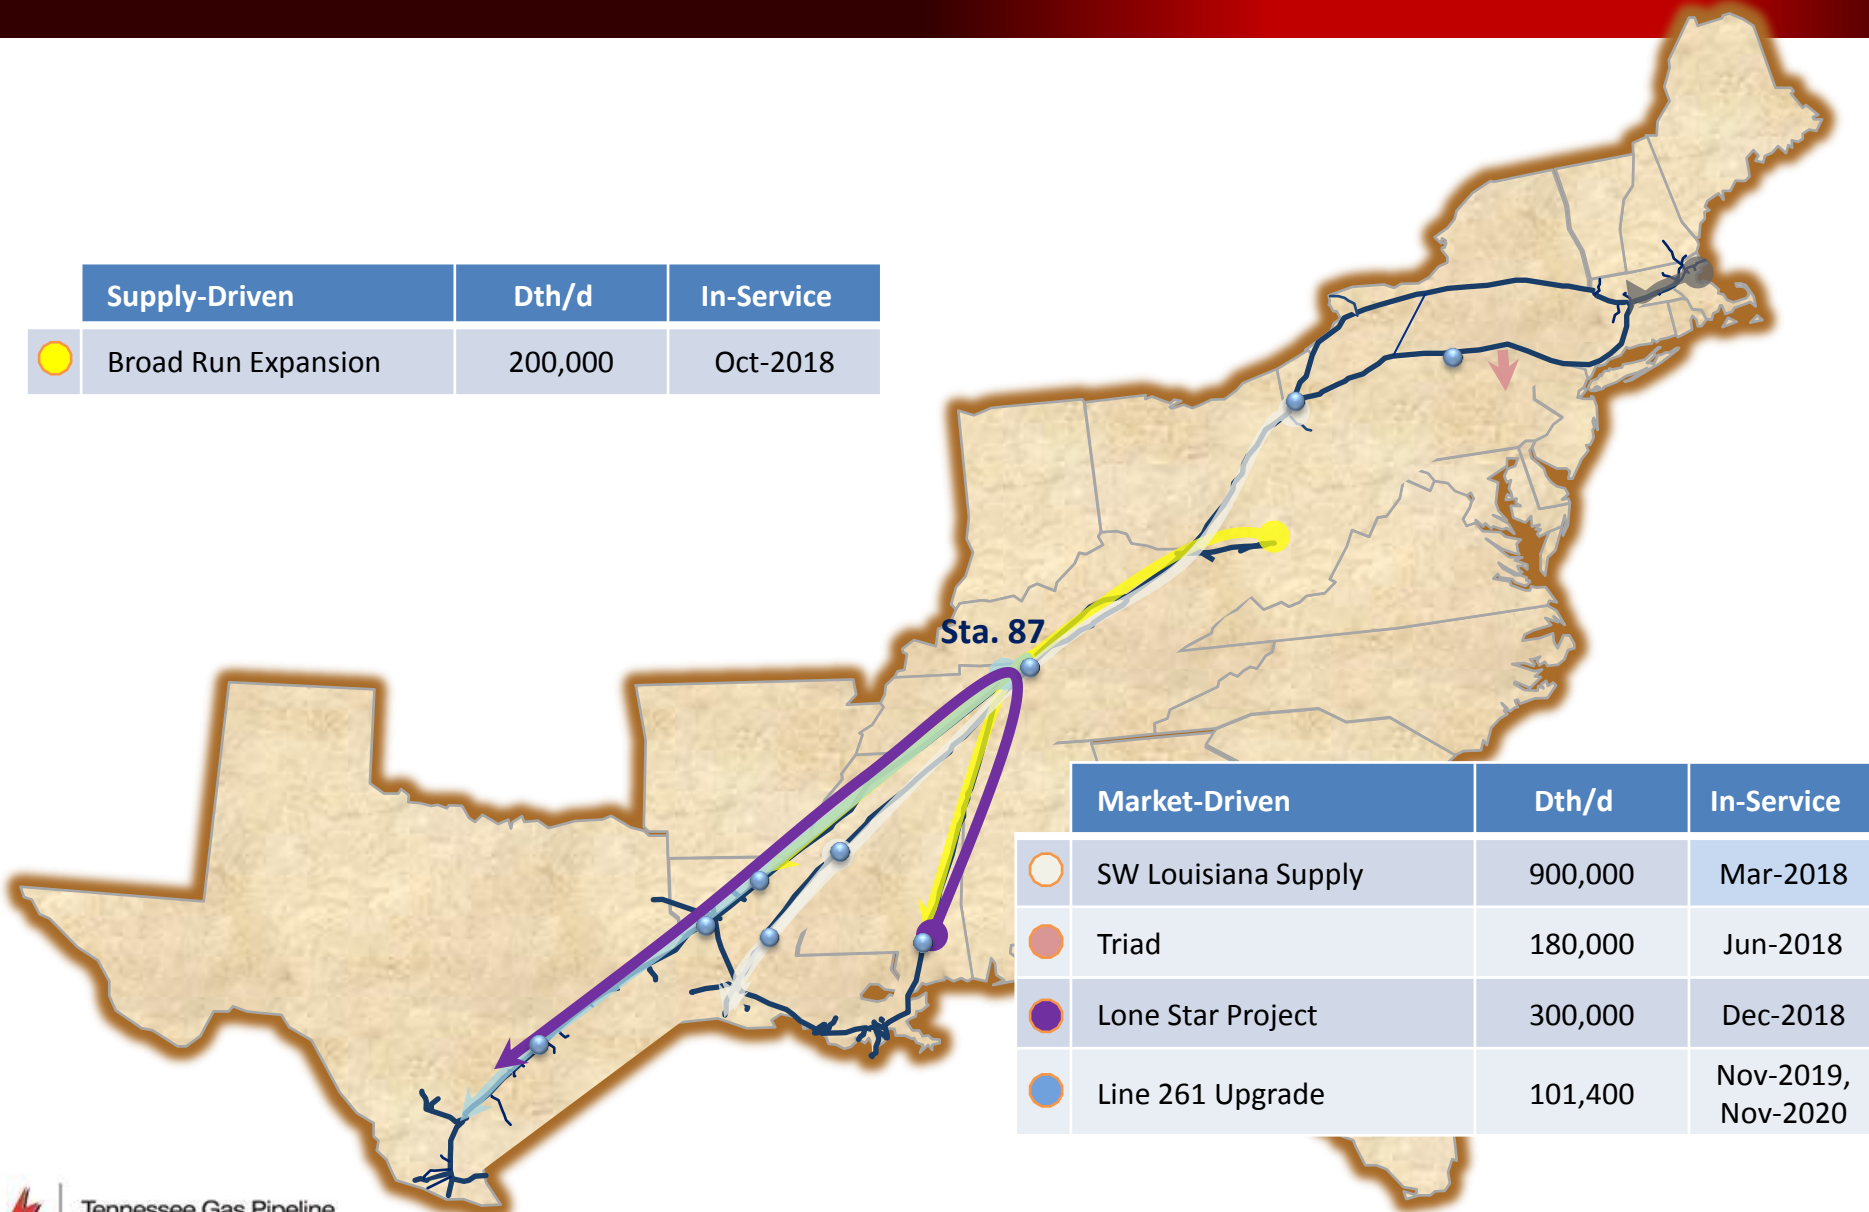 Supply-Driven Dth/d In-Service
Broad Run Expansion 200,000 Oct-2018
Sta. 87
Market-Driven Dth/d In-Service
SW Louisiana Supply 900,000 Mar-2018
Triad 180,000 Jun-2018
Lone Star Project 300,000 Dec-2018
Line 261 Upgrade 101,400 Nov-2019,
Nov-2020
Tennessee Gas Pipeline